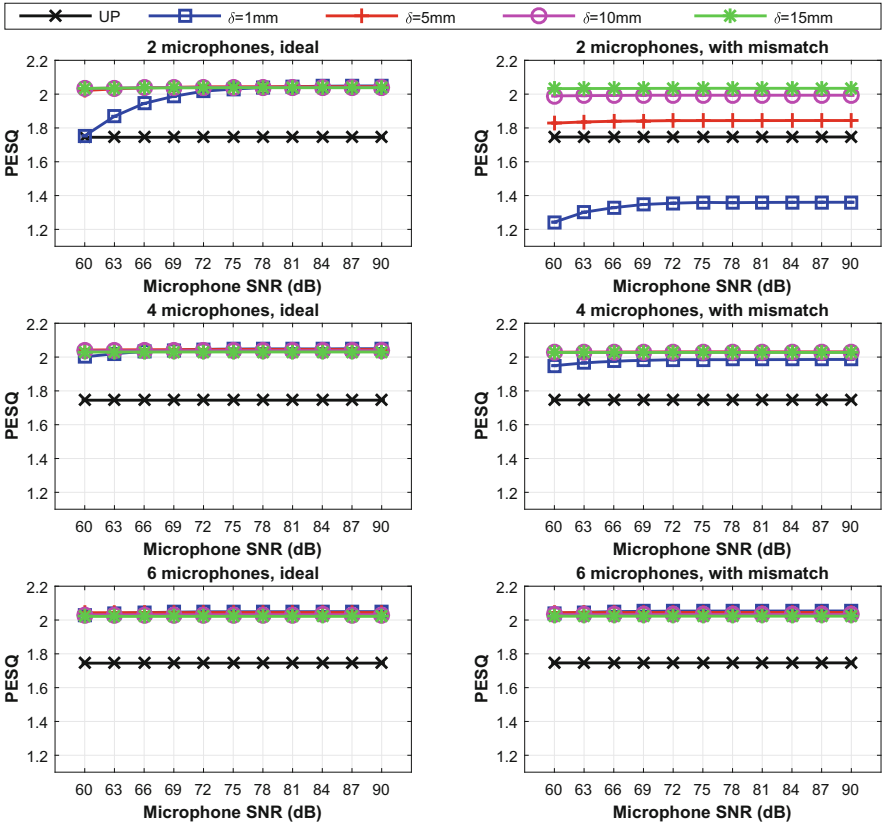 UP δ=1mm δ=5mm δ=10mm δ=15mm
2 microphones, ideal
2.2
2
1.8
1.6
1.4
1.2
PESQ
60 63 66 69 72 75 78 81 84 87 90
Microphone SNR (dB)
2 microphones, with mismatch
2.2
2
1.8
1.6
1.4
1.2
PESQ
60 63 66 69 72 75 78 81 84 87 90
Microphone SNR (dB)
4 microphones, ideal
2.2
2
1.8
1.6
1.4
1.2
PESQ
60 63 66 69 72 75 78 81 84 87 90
Microphone SNR (dB)
4 microphones, with mismatch
2.2
2
1.8
1.6
1.4
1.2
PESQ
60 63 66 69 72 75 78 81 84 87 90
Microphone SNR (dB)
6 microphones, ideal
2.2
2
1.8
1.6
1.4
1.2
PESQ
60 63 66 69 72 75 78 81 84 87 90
Microphone SNR (dB)
6 microphones, with mismatch
2.2
2
1.8
1.6
1.4
1.2
PESQ
60 63 66 69 72 75 78 81 84 87 90
Microphone SNR (dB)